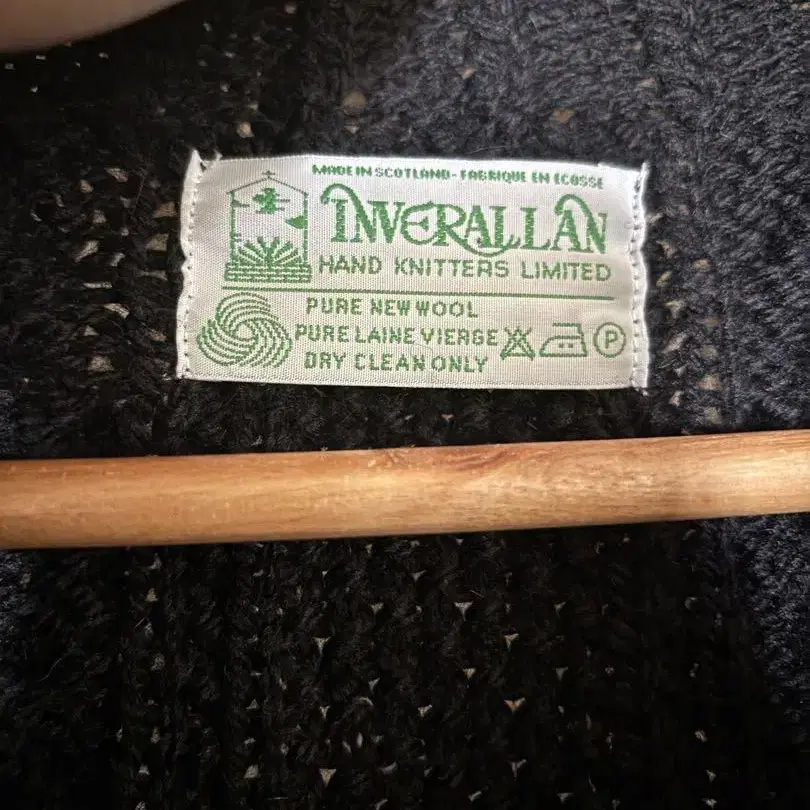 MADE IN SCOTLAND - FABRIQUE EN ECOSSE
INVERALLAN
HAND KNITTERS LIMITED
PURE NEW WOOL
PURE LAINE VIERGE
P
DRY CLEAN ONLY